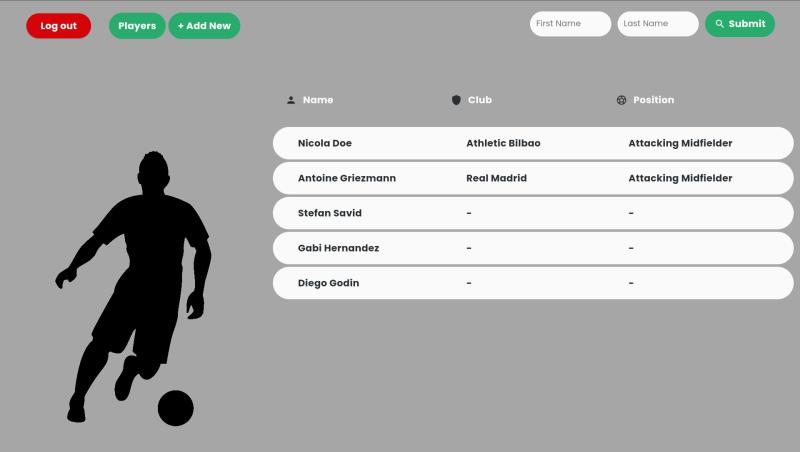 Log out Players + Add New First Name Last Name Submit
Name Club Position
Nicola Doe Athletic Bilbao Attacking Midfielder
Antoine Griezmann Real Madrid Attacking Midfielder
Stefan Savid - -
Gabi Hernandez - -
Diego Godin - -